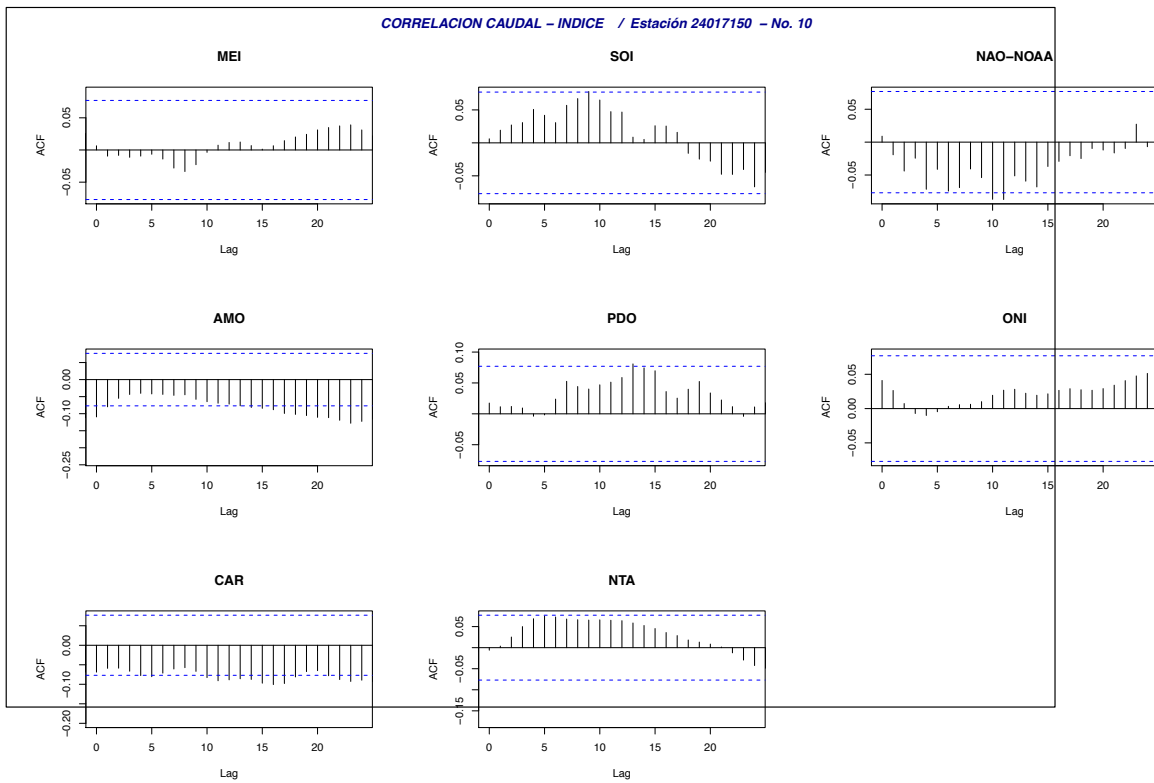 CORRELACION CAUDAL – INDICE / Estación 24017150 – No. 10
MEI
ACF
0.05
−0.05
0 5 10 15 20
Lag
SOI
ACF
0.05
−0.05
0 5 10 15 20
Lag
NAO−NOAA
ACF
0.05
−0.05
0 5 10 15 20
Lag
AMO
ACF
0.00
−0.10
−0.25
0 5 10 15 20
Lag
PDO
ACF
0.10
0.05
−0.05
0 5 10 15 20
Lag
ONI
ACF
0.05
0.00
−0.05
0 5 10 15 20
Lag
CAR
ACF
0.00
−0.10
−0.20
0 5 10 15 20
Lag
NTA
ACF
0.05
−0.05
−0.15
0 5 10 15 20
Lag